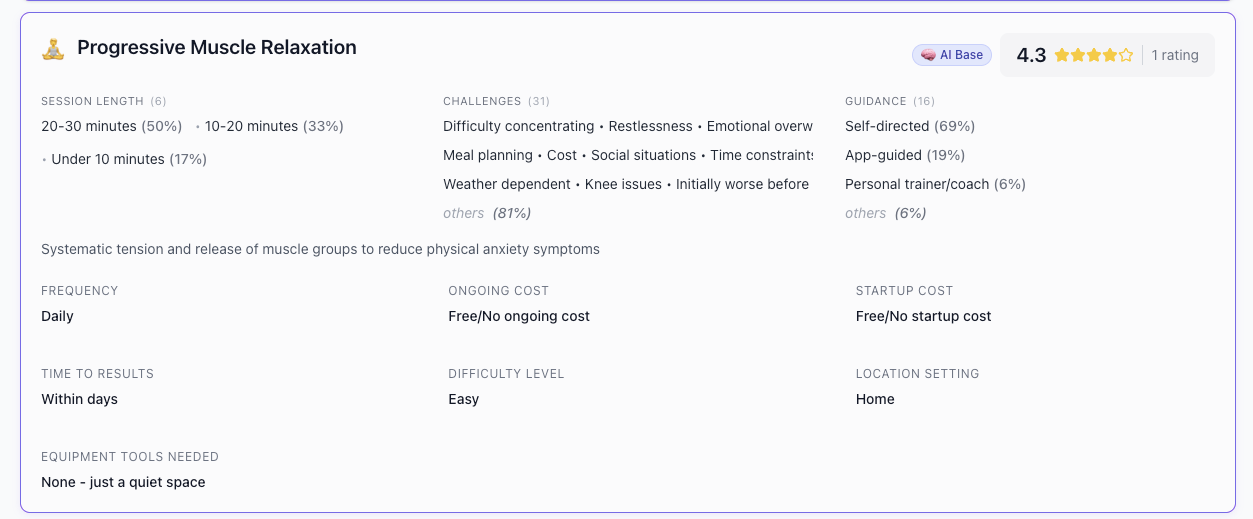 Progressive Muscle Relaxation
AI Base
4.3
1 rating
SESSION LENGTH (6)
20-30 minutes (50%) • 10-20 minutes (33%)
• Under 10 minutes (17%)
CHALLENGES (31)
Difficulty concentrating • Restlessness • Emotional overw
Meal planning • Cost • Social situations • Time constraints
Weather dependent • Knee issues • Initially worse before
others (81%)
GUIDANCE (16)
Self-directed (69%)
App-guided (19%)
Personal trainer/coach (6%)
others (6%)
Systematic tension and release of muscle groups to reduce physical anxiety symptoms
FREQUENCY
Daily
ONGOING COST
Free/No ongoing cost
STARTUP COST
Free/No startup cost
TIME TO RESULTS
Within days
DIFFICULTY LEVEL
Easy
LOCATION SETTING
Home
EQUIPMENT TOOLS NEEDED
None - just a quiet space